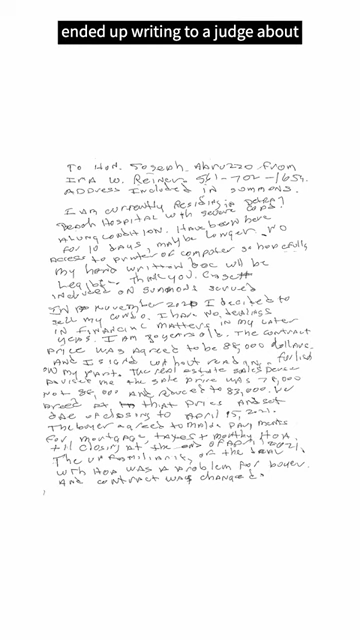 ended up writing to a judge about
To Hon. Joseph Abruzzo from
IRA W. Reiner 561-702-1654
Address Included in summons.
I am currently Residing in Delray
Beach Hospital with severe COPD
A Lung condition. Have been here
For 10 days may be longer. No
access to printer of computer so hopefully
my hand written doc will be
Legible. Thank you. Case#
included on summons served
In November 2020 I decided to
sell my condo. I have no dealings
in financial matters in my later
years. I am 80 years old. The contract
price was agreed to be 88,000 dollars.
And I signed without reading fully
on my part. The real estate sales person
advised me the sale price was 78,000
not 88,000 and reduced to 83,000. We
agreed at that price and set
date of closing to April 15, 2021.
The buyer agreed to make payments
for mortgage taxes + monthly HOA
till closing at the end of April 2021.
The unfamiliarity of the
with HOA was a problem for buyer
and contract was changed.